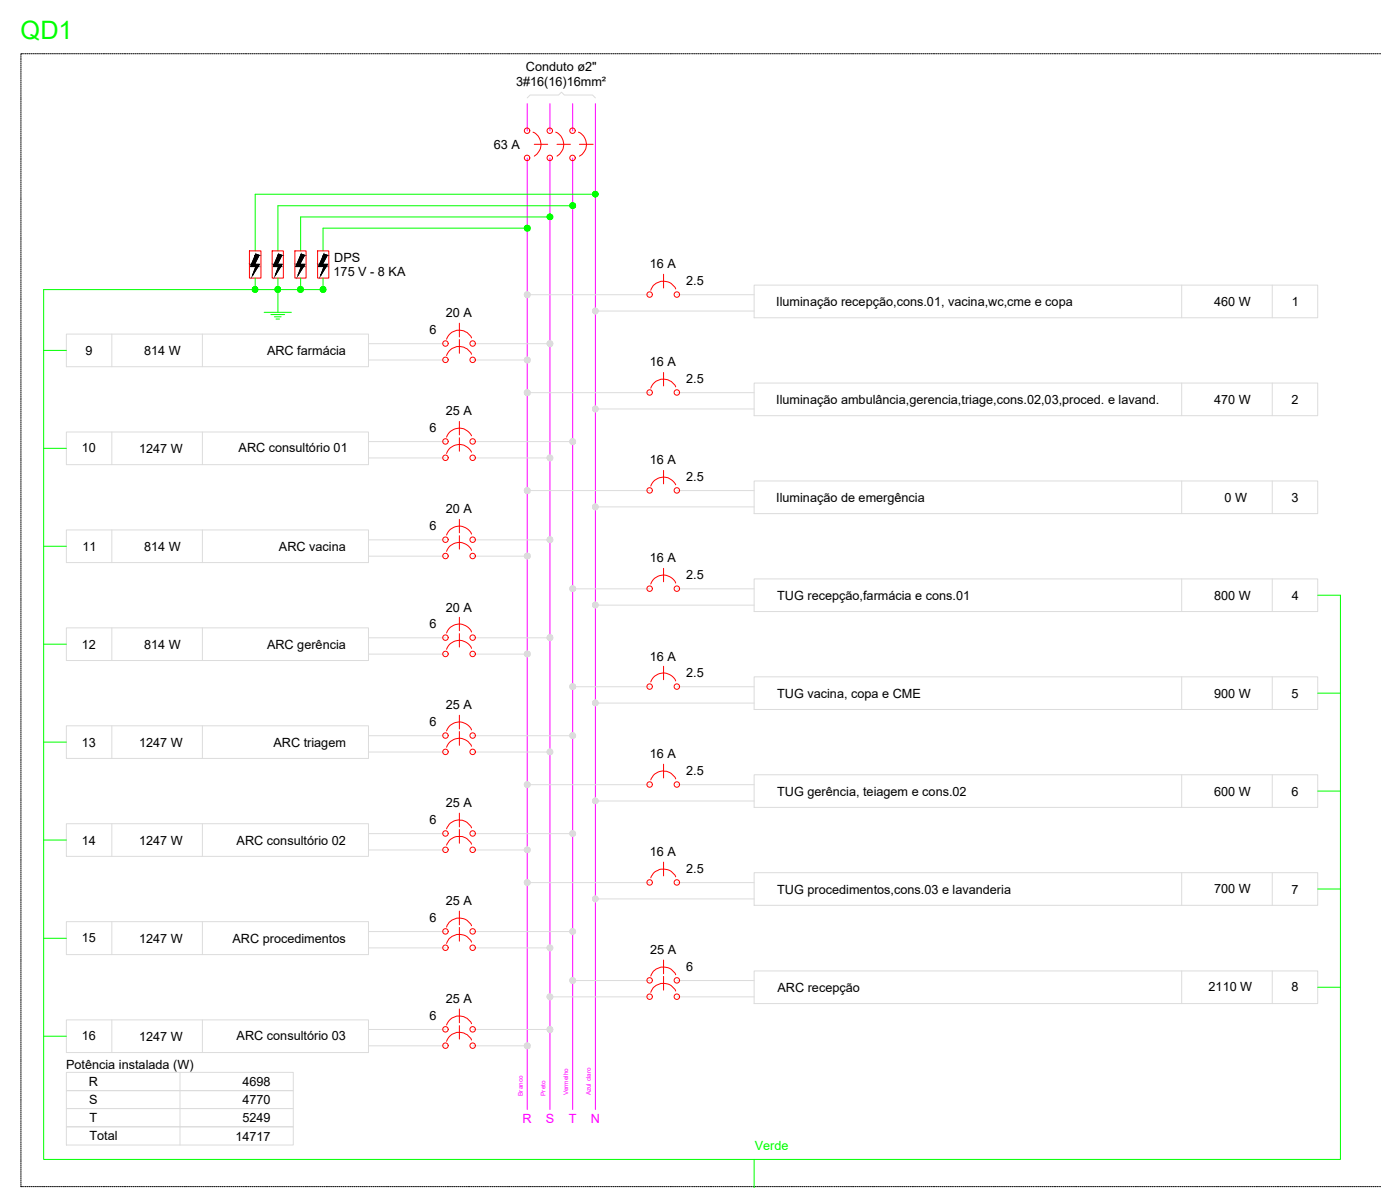 QD1
Conduto ø2"
3#16(16)16mm²
63 A
DPS
175 V - 8 KA
16 A
2.5
Iluminação recepção,cons.01, vacina,wc,cme e copa 460 W 1
20 A
6
9 814 W ARC farmácia
16 A
2.5
Iluminação ambulância,gerencia,triage,cons.02,03,proced. e lavand. 470 W 2
25 A
6
10 1247 W ARC consultório 01
16 A
2.5
Iluminação de emergência 0 W 3
20 A
6
11 814 W ARC vacina
16 A
2.5
TUG recepção,farmácia e cons.01 800 W 4
20 A
6
12 814 W ARC gerência
16 A
2.5
TUG vacina, copa e CME 900 W 5
25 A
6
13 1247 W ARC triagem
16 A
2.5
TUG gerência, teiagem e cons.02 600 W 6
25 A
6
14 1247 W ARC consultório 02
16 A
2.5
TUG procedimentos,cons.03 e lavanderia 700 W 7
25 A
6
15 1247 W ARC procedimentos
25 A
6
ARC recepção 2110 W 8
25 A
6
16 1247 W ARC consultório 03
Potência instalada (W)
R 4698
S 4770
T 5249
Total 14717
Branco
Preto
Vermelho
Azul claro
R S T N
Verde